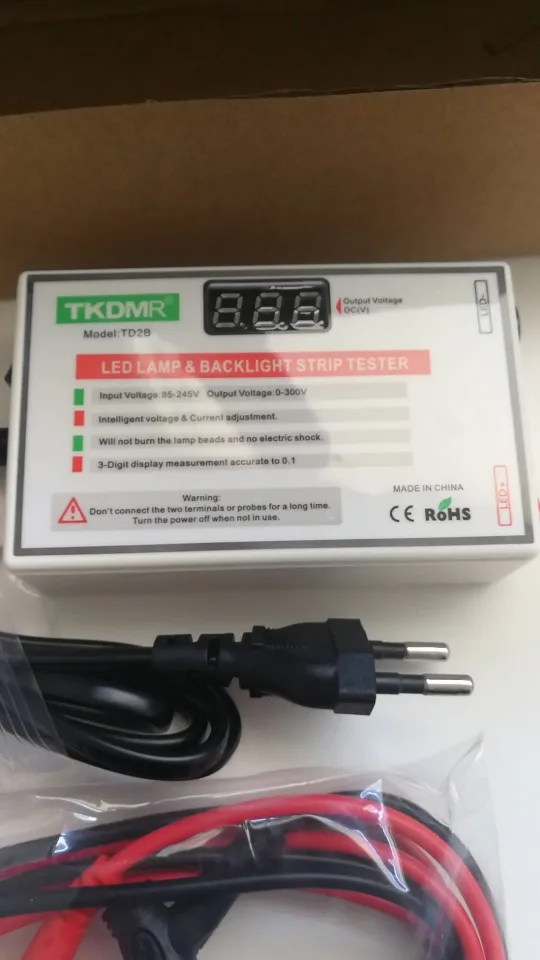 TKDMR®
Model:TD2B
Output Voltage
DC(V)
LED-
LED LAMP & BACKLIGHT STRIP TESTER
Input Voltage:85-245V Output Voltage:0-300V
Intelligent voltage & Current adjustment.
Will not burn the lamp beads and no electric shock.
3-Digit display measurement accurate to 0.1
Warning:
Don't connect the two terminals or probes for a long time.
Turn the power off when not in use.
MADE IN CHINA
CE RoHS
LED+